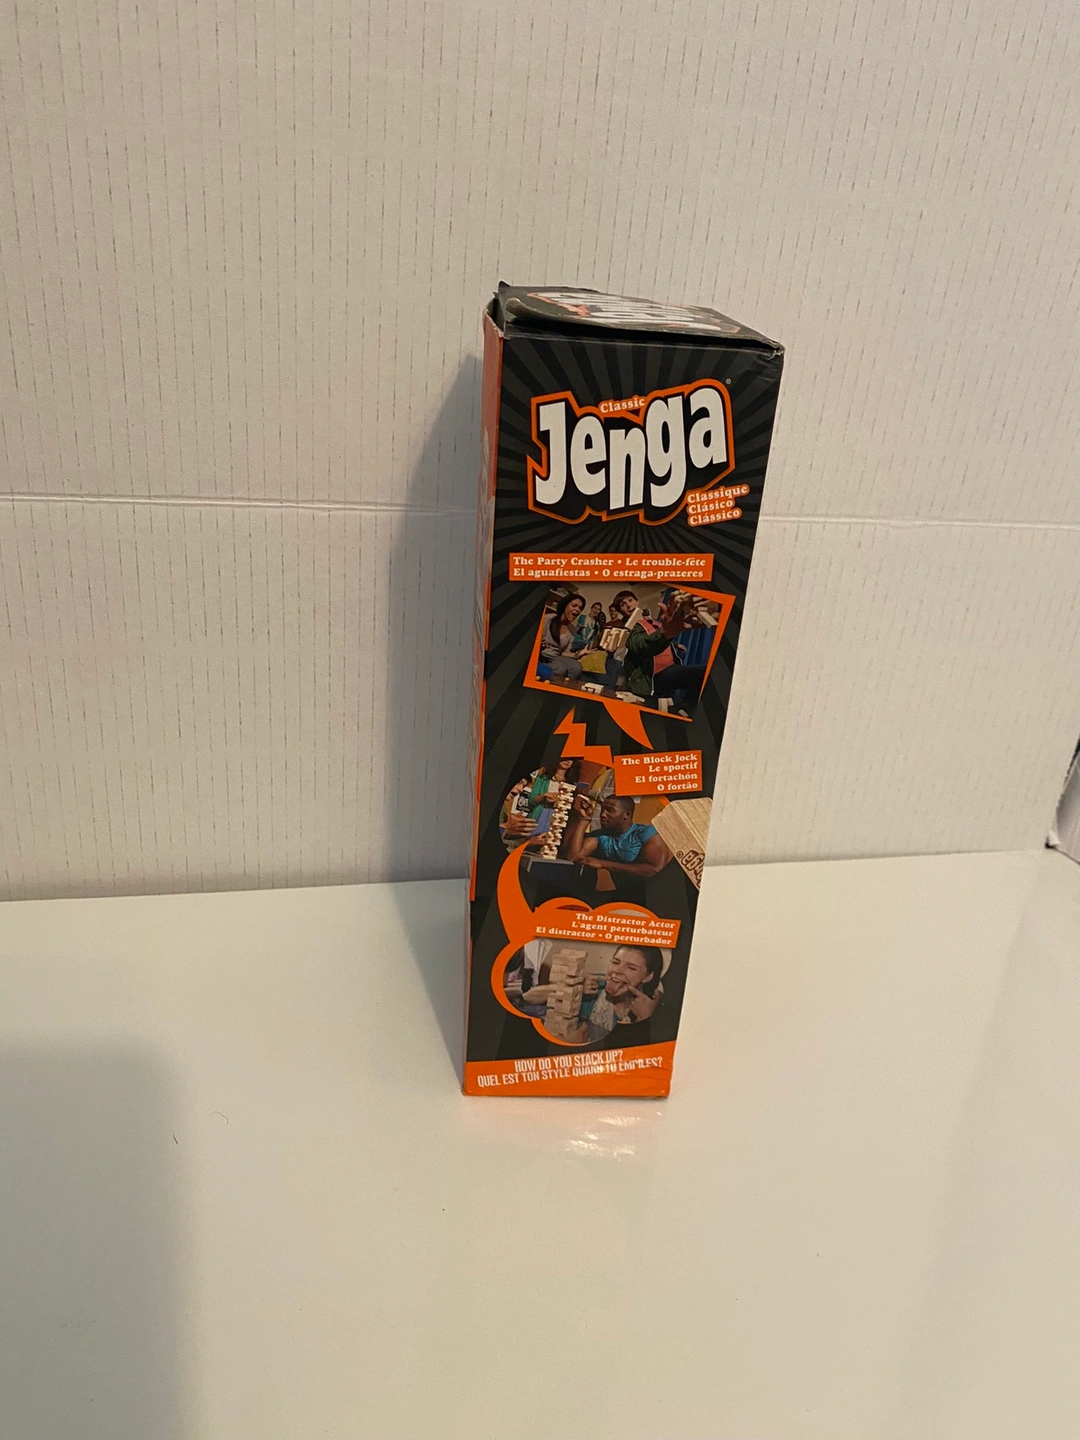 Classic
Jenga®
Classique
Clásico
Clássico
The Party Crasher • Le trouble-fête
El aguafiestas • O estraga-prazeres
The Block Jock
Le sportif
El fortachón
O fortão
The Distractor Actor
L'agent perturbateur
El distractor • O perturbador
HOW DO YOU STACK UP?
QUEL EST TON STYLE QUAND TU EMPILES?